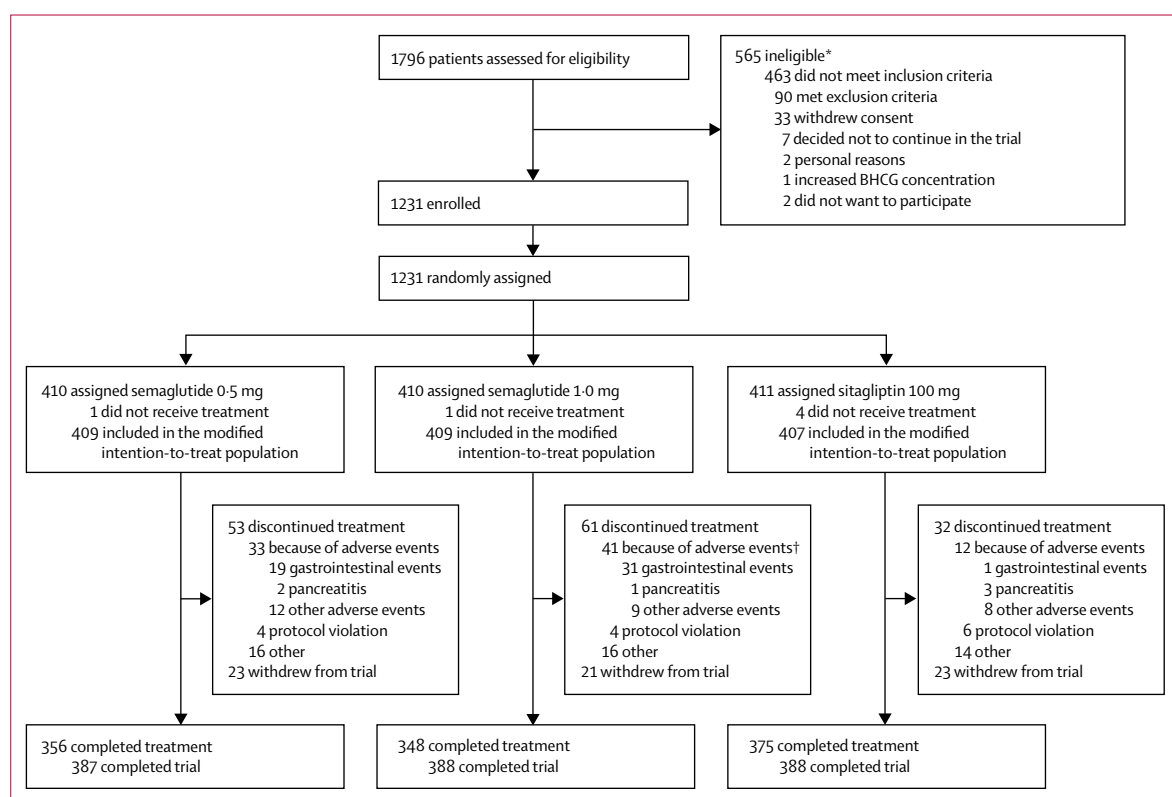 1796 patients assessed for eligibility
565 ineligible*
463 did not meet inclusion criteria
90 met exclusion criteria
33 withdrew consent
7 decided not to continue in the trial
2 personal reasons
1 increased BHCG concentration
2 did not want to participate
1231 enrolled
1231 randomly assigned
410 assigned semaglutide 0·5 mg
1 did not receive treatment
409 included in the modified
intention-to-treat population
410 assigned semaglutide 1·0 mg
1 did not receive treatment
409 included in the modified
intention-to-treat population
411 assigned sitagliptin 100 mg
4 did not receive treatment
407 included in the modified
intention-to-treat population
53 discontinued treatment
33 because of adverse events
19 gastrointestinal events
2 pancreatitis
12 other adverse events
4 protocol violation
16 other
23 withdrew from trial
61 discontinued treatment
41 because of adverse events†
31 gastrointestinal events
1 pancreatitis
9 other adverse events
4 protocol violation
16 other
21 withdrew from trial
32 discontinued treatment
12 because of adverse events
1 gastrointestinal events
3 pancreatitis
8 other adverse events
6 protocol violation
14 other
23 withdrew from trial
356 completed treatment
387 completed trial
348 completed treatment
388 completed trial
375 completed treatment
388 completed trial